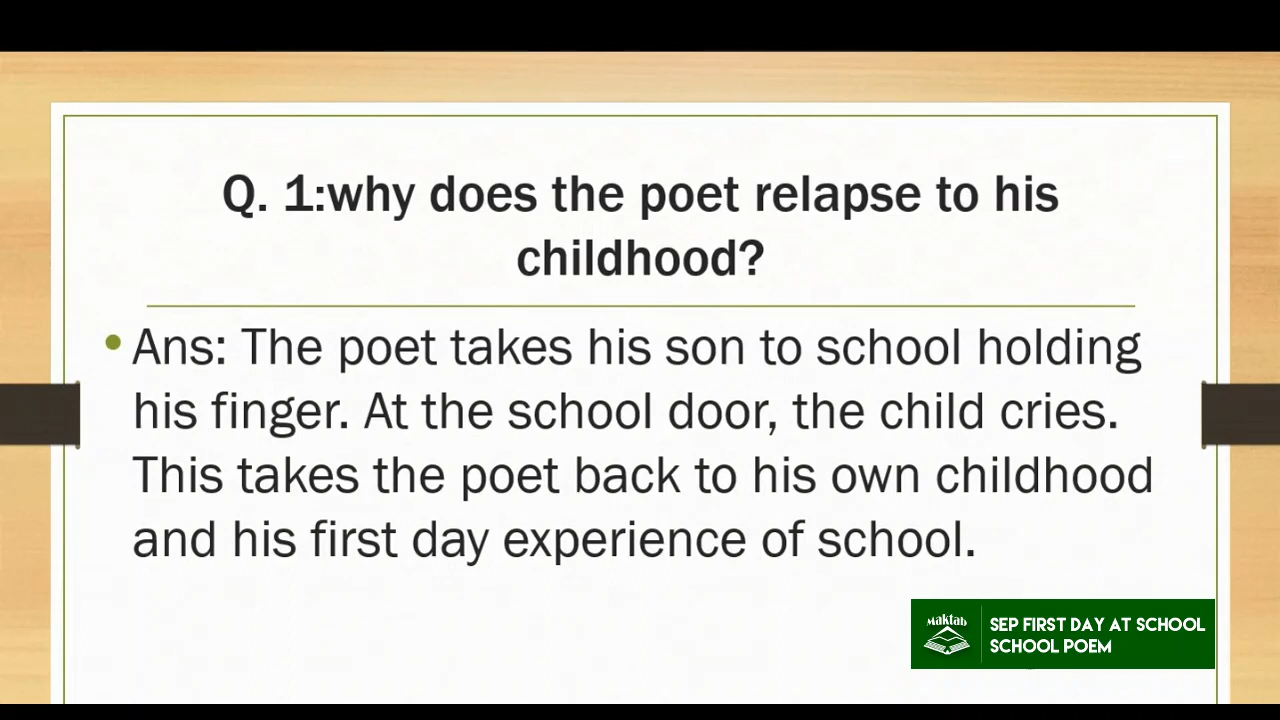 Q. 1:why does the poet relapse to his
childhood?
• Ans: The poet takes his son to school holding
his finger. At the school door, the child cries.
This takes the poet back to his own childhood
and his first day experience of school.
maktab
SEP FIRST DAY AT SCHOOL
SCHOOL POEM